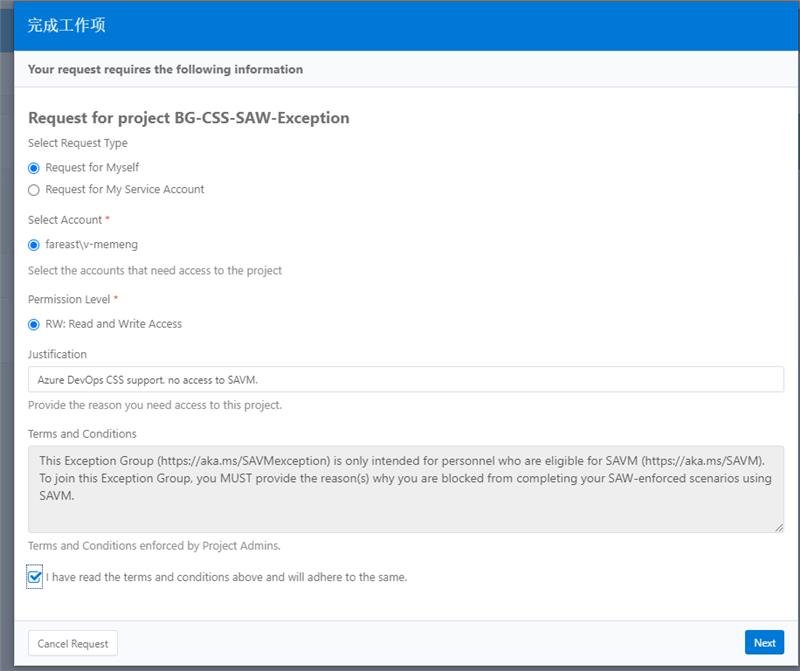 完成工作项
Your request requires the following information
Request for project BG-CSS-SAW-Exception
Select Request Type
Request for Myself
Request for My Service Account
Select Account *
fareast\v-memeng
Select the accounts that need access to the project
Permission Level *
RW: Read and Write Access
Justification
Azure DevOps CSS support. no access to SAVM.
Provide the reason you need access to this project.
Terms and Conditions
This Exception Group (https://aka.ms/SAVMexception) is only intended for personnel who are eligible for SAVM (https://aka.ms/SAVM).
To join this Exception Group, you MUST provide the reason(s) why you are blocked from completing your SAW-enforced scenarios using
SAVM.
Terms and Conditions enforced by Project Admins.
I have read the terms and conditions above and will adhere to the same.
Cancel Request
Next